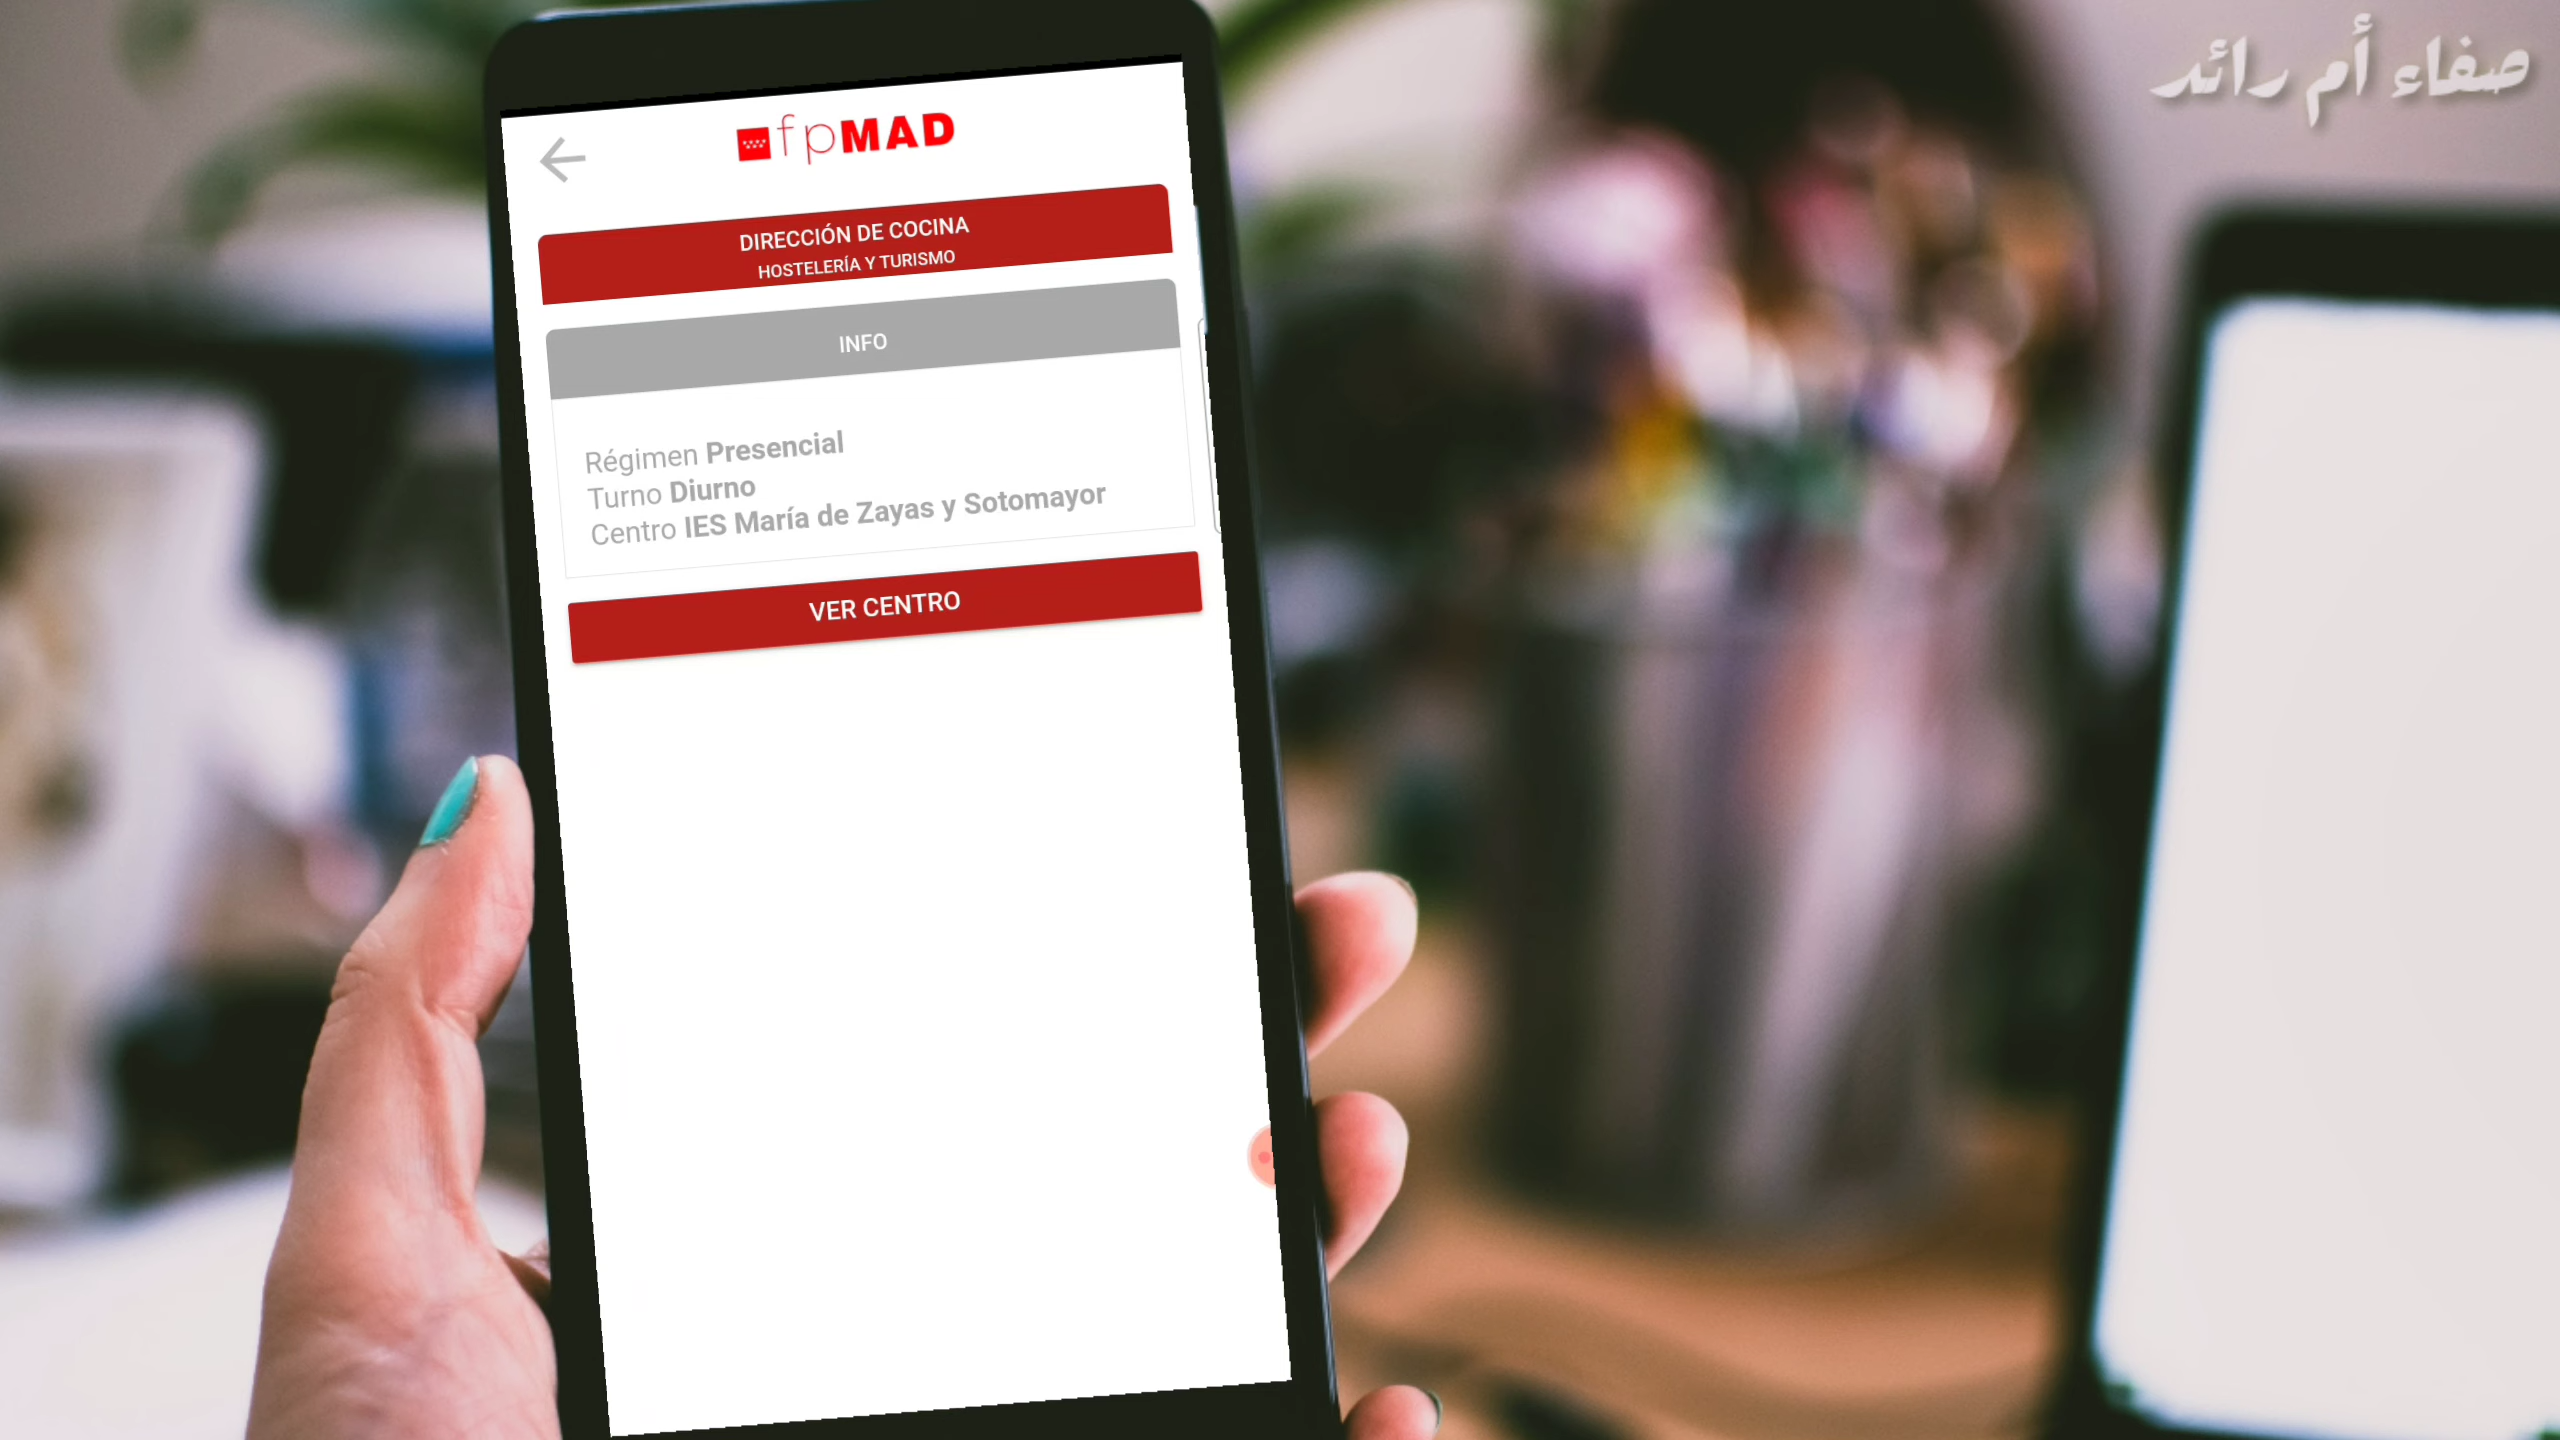 صفاء أم رائد
fpMAD
DIRECCIÓN DE COCINA
HOSTELERÍA Y TURISMO
INFO
Régimen Presencial
Turno Diurno
Centro IES María de Zayas y Sotomayor
VER CENTRO